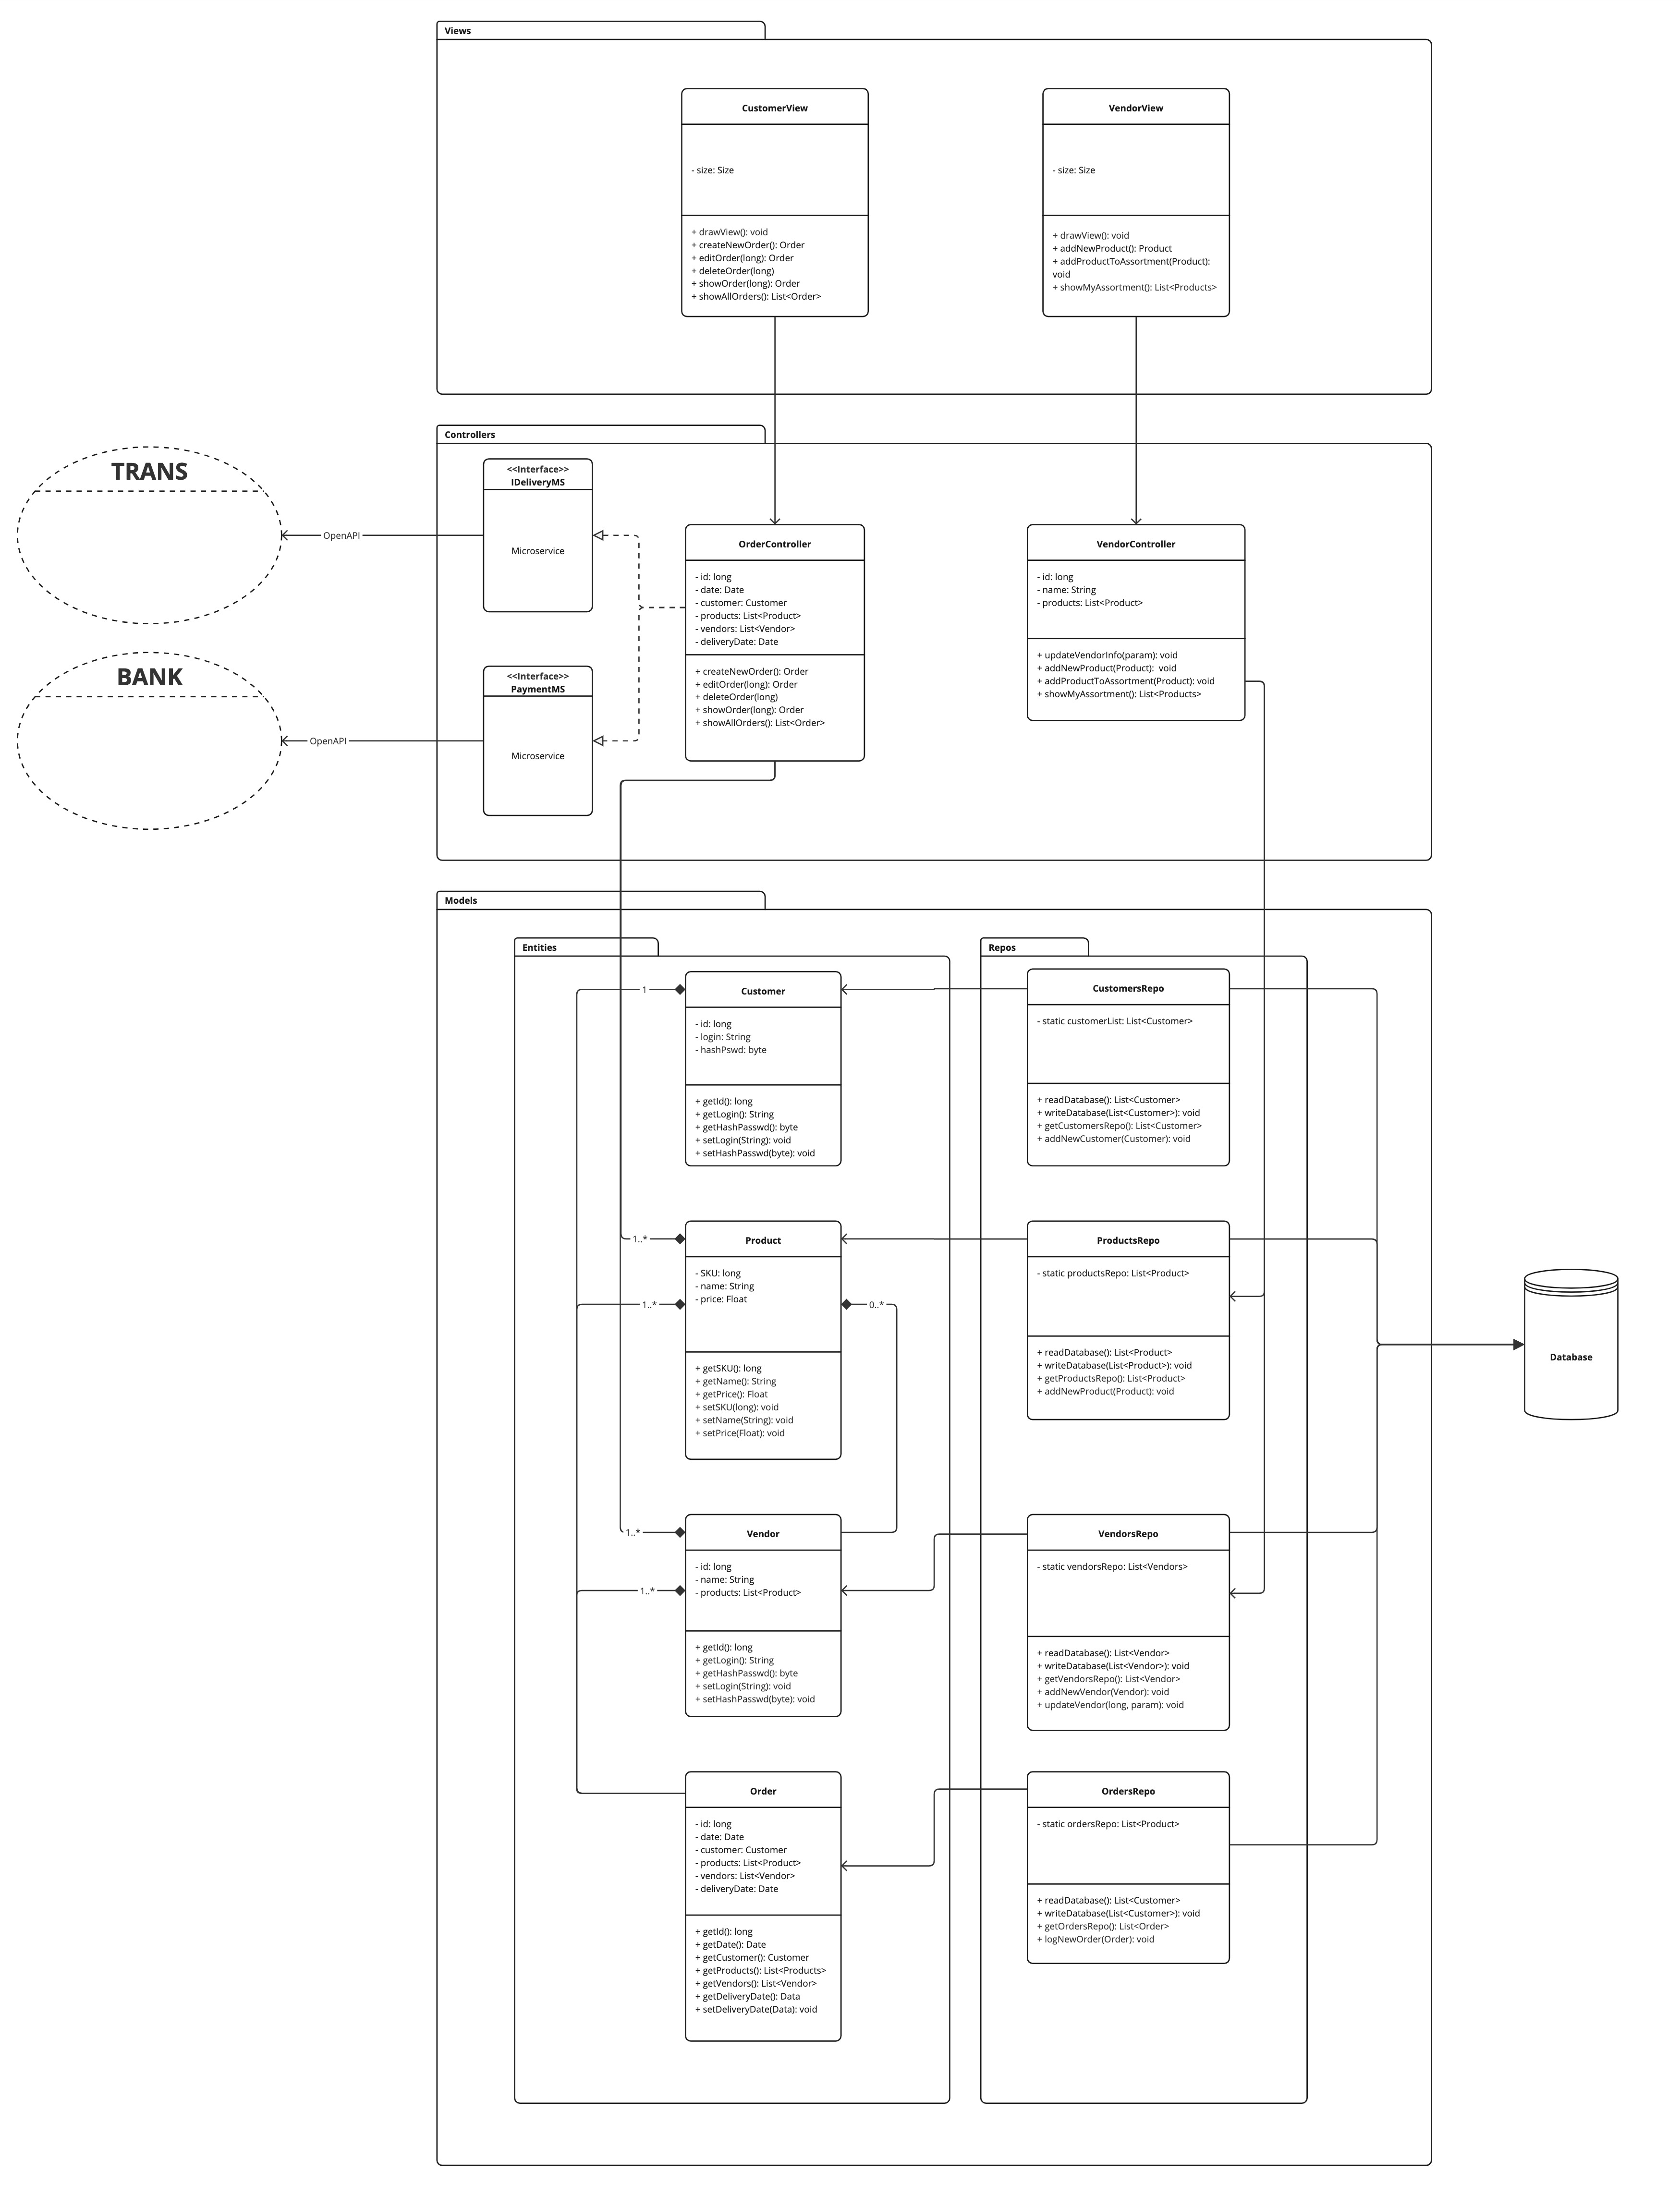 Views
CustomerView
- size: Size
+ drawView(): void
+ createNewOrder(): Order
+ editOrder(long): Order
+ deleteOrder(long)
+ showOrder(long): Order
+ showAllOrders(): List<Order>
VendorView
- size: Size
+ drawView(): void
+ addNewProduct(): Product
+ addProductToAssortment(Product):
void
+ showMyAssortment(): List<Products>
Controllers
TRANS
OpenAPI
<<Interface>>
IDeliveryMS
Microservice
BANK
OpenAPI
<<Interface>>
PaymentMS
Microservice
OrderController
- id: long
- date: Date
- customer: Customer
- products: List<Product>
- vendors: List<Vendor>
- deliveryDate: Date
+ createNewOrder(): Order
+ editOrder(long): Order
+ deleteOrder(long)
+ showOrder(long): Order
+ showAllOrders(): List<Order>
VendorController
- id: long
- name: String
- products: List<Product>
+ updateVendorInfo(param): void
+ addNewProduct(Product):  void
+ addProductToAssortment(Product): void
+ showMyAssortment(): List<Products>
Models
Entities
1
Customer
- id: long
- login: String
- hashPswd: byte
+ getId(): long
+ getLogin(): String
+ getHashPasswd(): byte
+ setLogin(String): void
+ setHashPasswd(byte): void
1..*
1..*
Product
- SKU: long
- name: String
- price: Float
0..*
+ getSKU(): long
+ getName(): String
+ getPrice(): Float
+ setSKU(long): void
+ setName(String): void
+ setPrice(Float): void
1..*
1..*
Vendor
- id: long
- name: String
- products: List<Product>
+ getId(): long
+ getLogin(): String
+ getHashPasswd(): byte
+ setLogin(String): void
+ setHashPasswd(byte): void
Order
- id: long
- date: Date
- customer: Customer
- products: List<Product>
- vendors: List<Vendor>
- deliveryDate: Date
+ getId(): long
+ getDate(): Date
+ getCustomer(): Customer
+ getProducts(): List<Products>
+ getVendors(): List<Vendor>
+ getDeliveryDate(): Data
+ setDeliveryDate(Data): void
Repos
CustomersRepo
- static customerList: List<Customer>
+ readDatabase(): List<Customer>
+ writeDatabase(List<Customer>): void
+ getCustomersRepo(): List<Customer>
+ addNewCustomer(Customer): void
ProductsRepo
- static productsRepo: List<Product>
+ readDatabase(): List<Product>
+ writeDatabase(List<Product>): void
+ getProductsRepo(): List<Product>
+ addNewProduct(Product): void
VendorsRepo
- static vendorsRepo: List<Vendors>
+ readDatabase(): List<Vendor>
+ writeDatabase(List<Vendor>): void
+ getVendorsRepo(): List<Vendor>
+ addNewVendor(Vendor): void
+ updateVendor(long, param): void
OrdersRepo
- static ordersRepo: List<Product>
+ readDatabase(): List<Customer>
+ writeDatabase(List<Customer>): void
+ getOrdersRepo(): List<Order>
+ logNewOrder(Order): void
Database